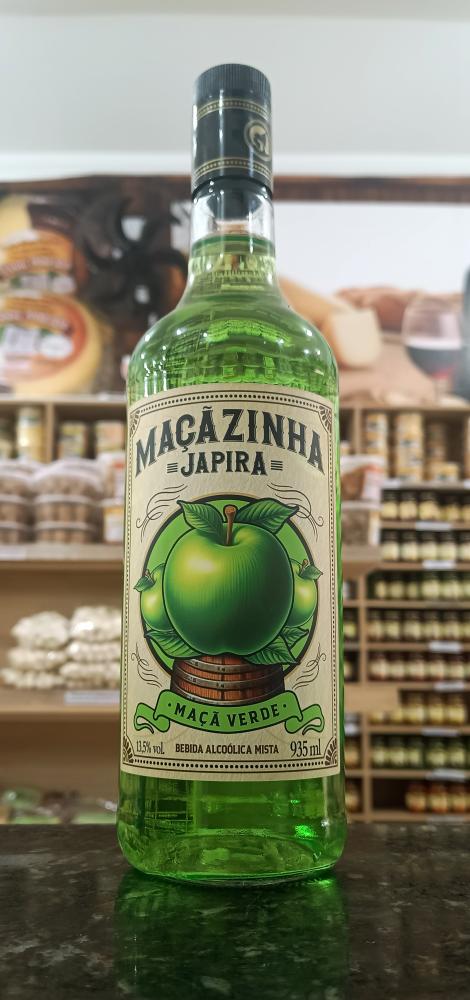 MAÇÃZINHA
JAPIRA
MAÇÃ VERDE
13,5% vol. BEBIDA ALCOÓLICA MISTA 935 ml